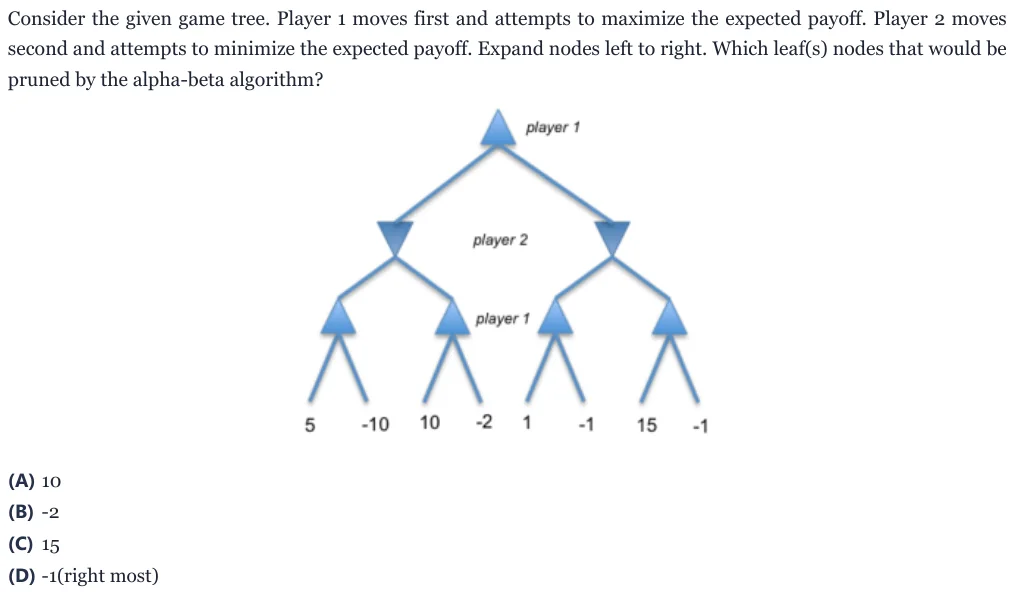 Consider the given game tree. Player 1 moves first and attempts to maximize the expected payoff. Player 2 moves
second and attempts to minimize the expected payoff. Expand nodes left to right. Which leaf(s) nodes that would be
pruned by the alpha-beta algorithm?
player 1
player 2
player 1
5 -10 10 -2 1 -1 15 -1
(A) 10
(B) -2
(C) 15
(D) -1(right most)